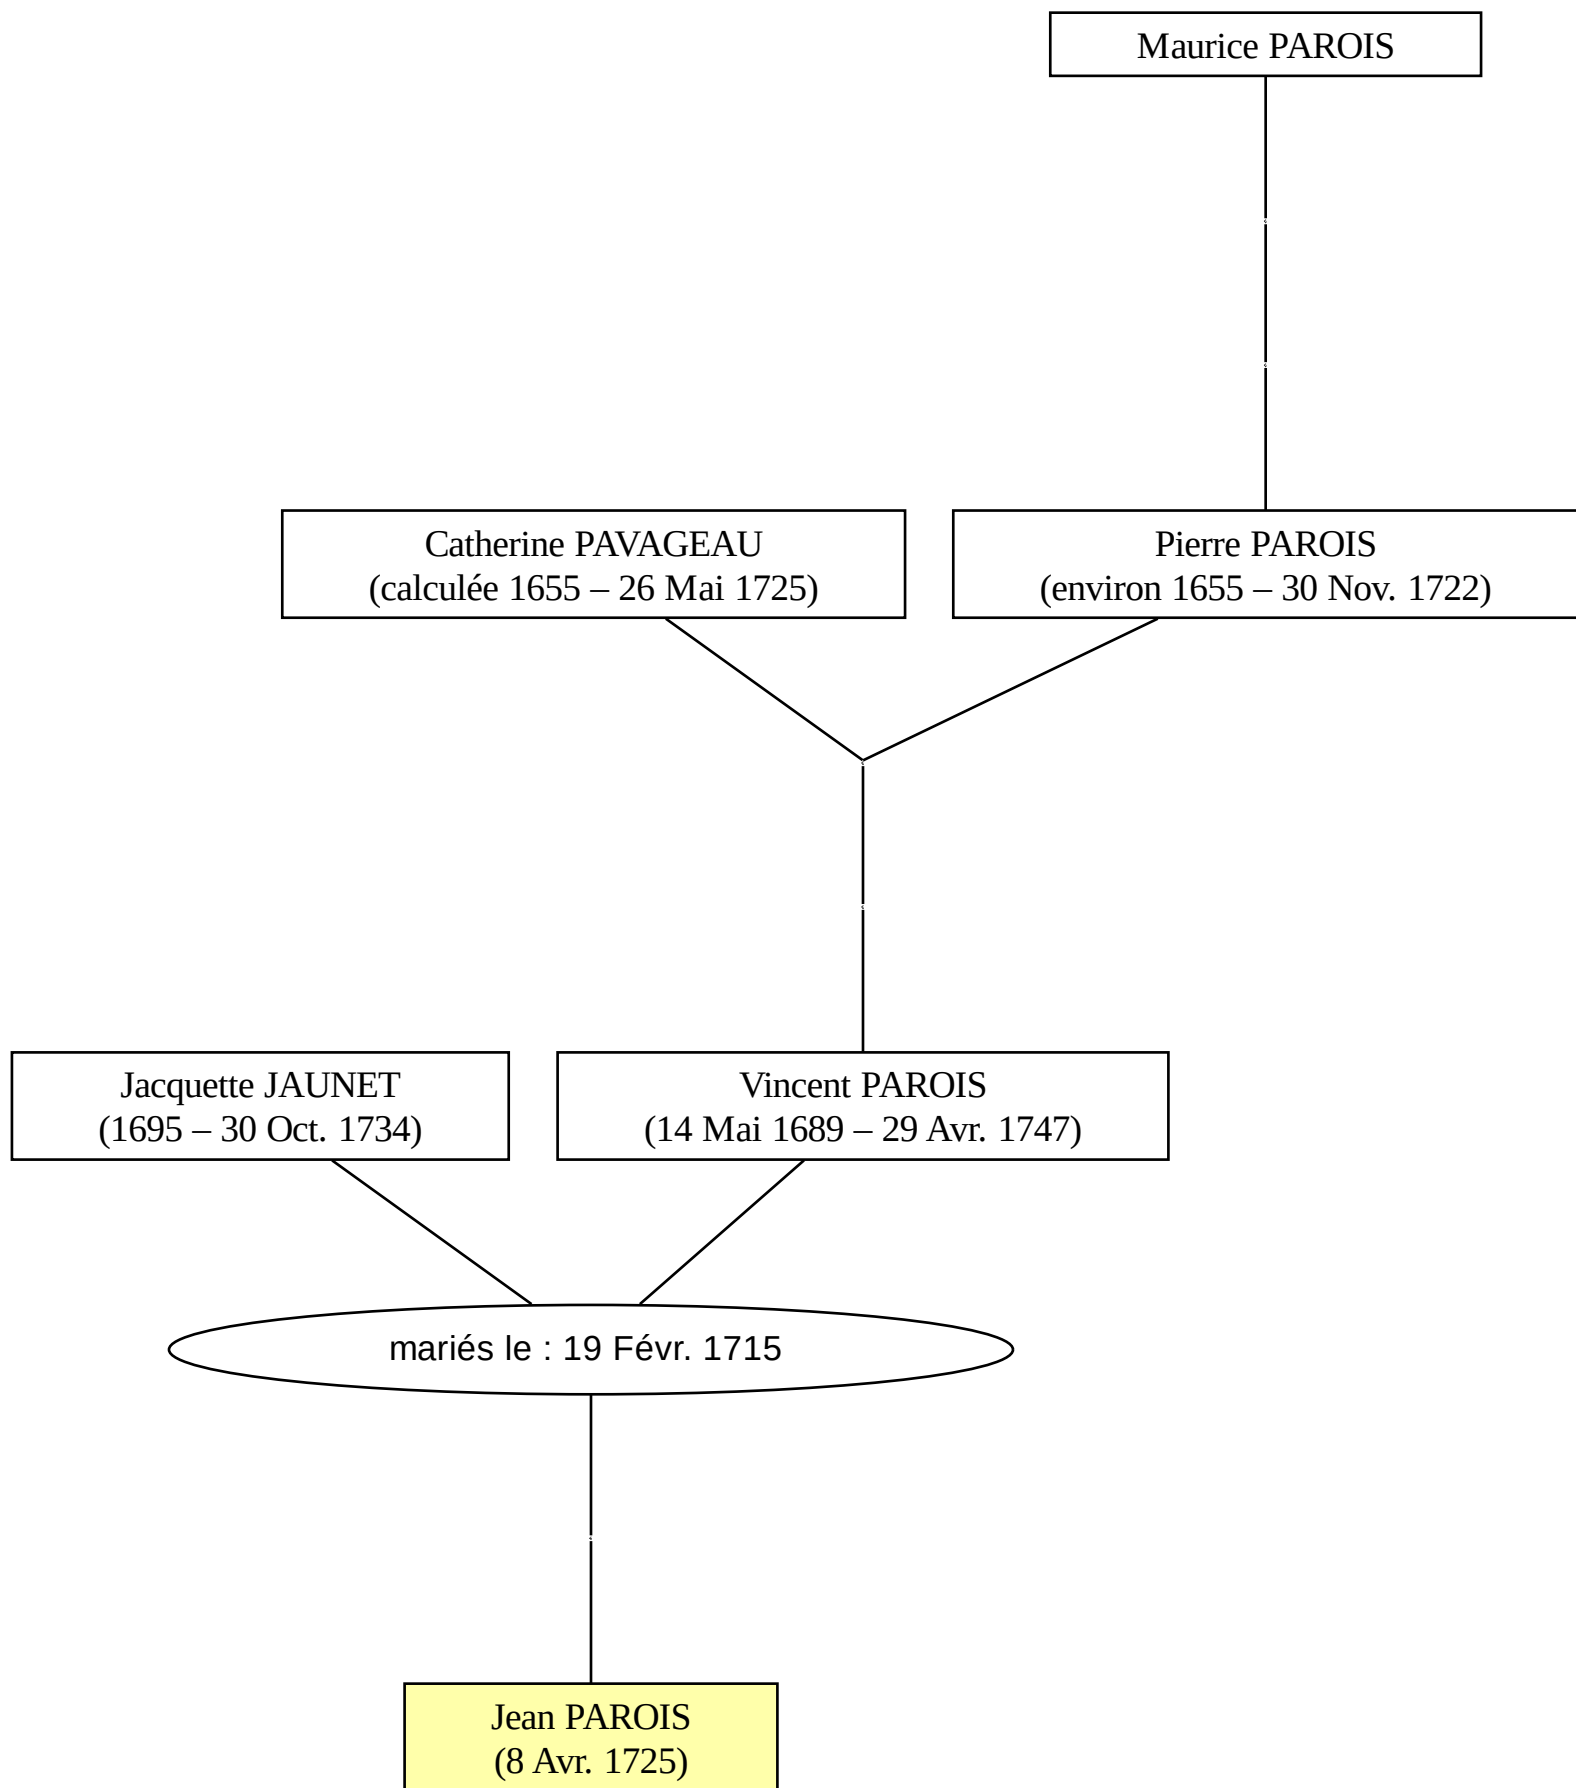 Maurice PAROIS
Catherine PAVAGEAU
(calculée 1655 – 26 Mai 1725)
Pierre PAROIS
(environ 1655 – 30 Nov. 1722)
Jacquette JAUNET
(1695 – 30 Oct. 1734)
Vincent PAROIS
(14 Mai 1689 – 29 Avr. 1747)
mariés le : 19 Févr. 1715
Jean PAROIS
(8 Avr. 1725)